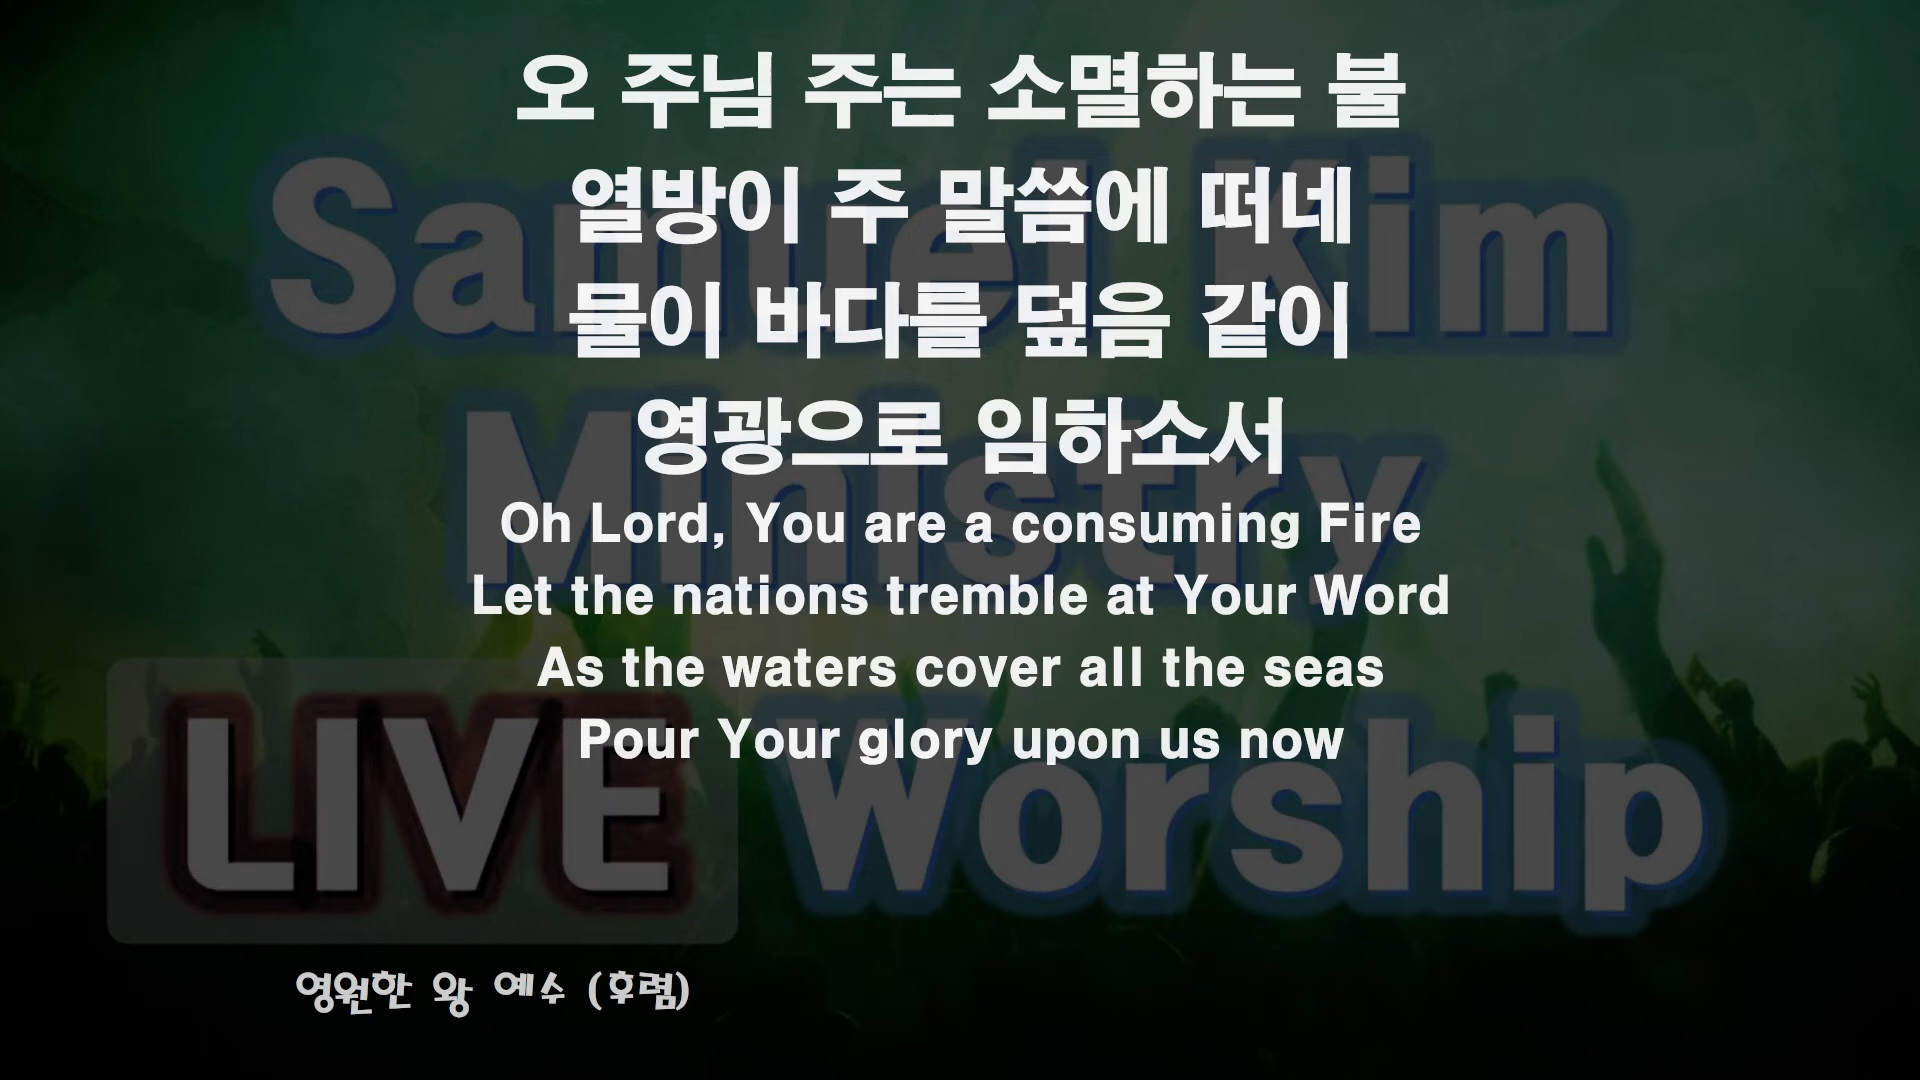 오 주님 주는 소멸하는 불
열방이 주 말씀에 떠네
물이 바다를 덮음 같이
영광으로 임하소서
Oh Lord, You are a consuming Fire
Let the nations tremble at Your Word
As the waters cover all the seas
Pour Your glory upon us now
Samuel Kim
Ministry
LIVE Worship
영원한 왕 예수 (후렴)